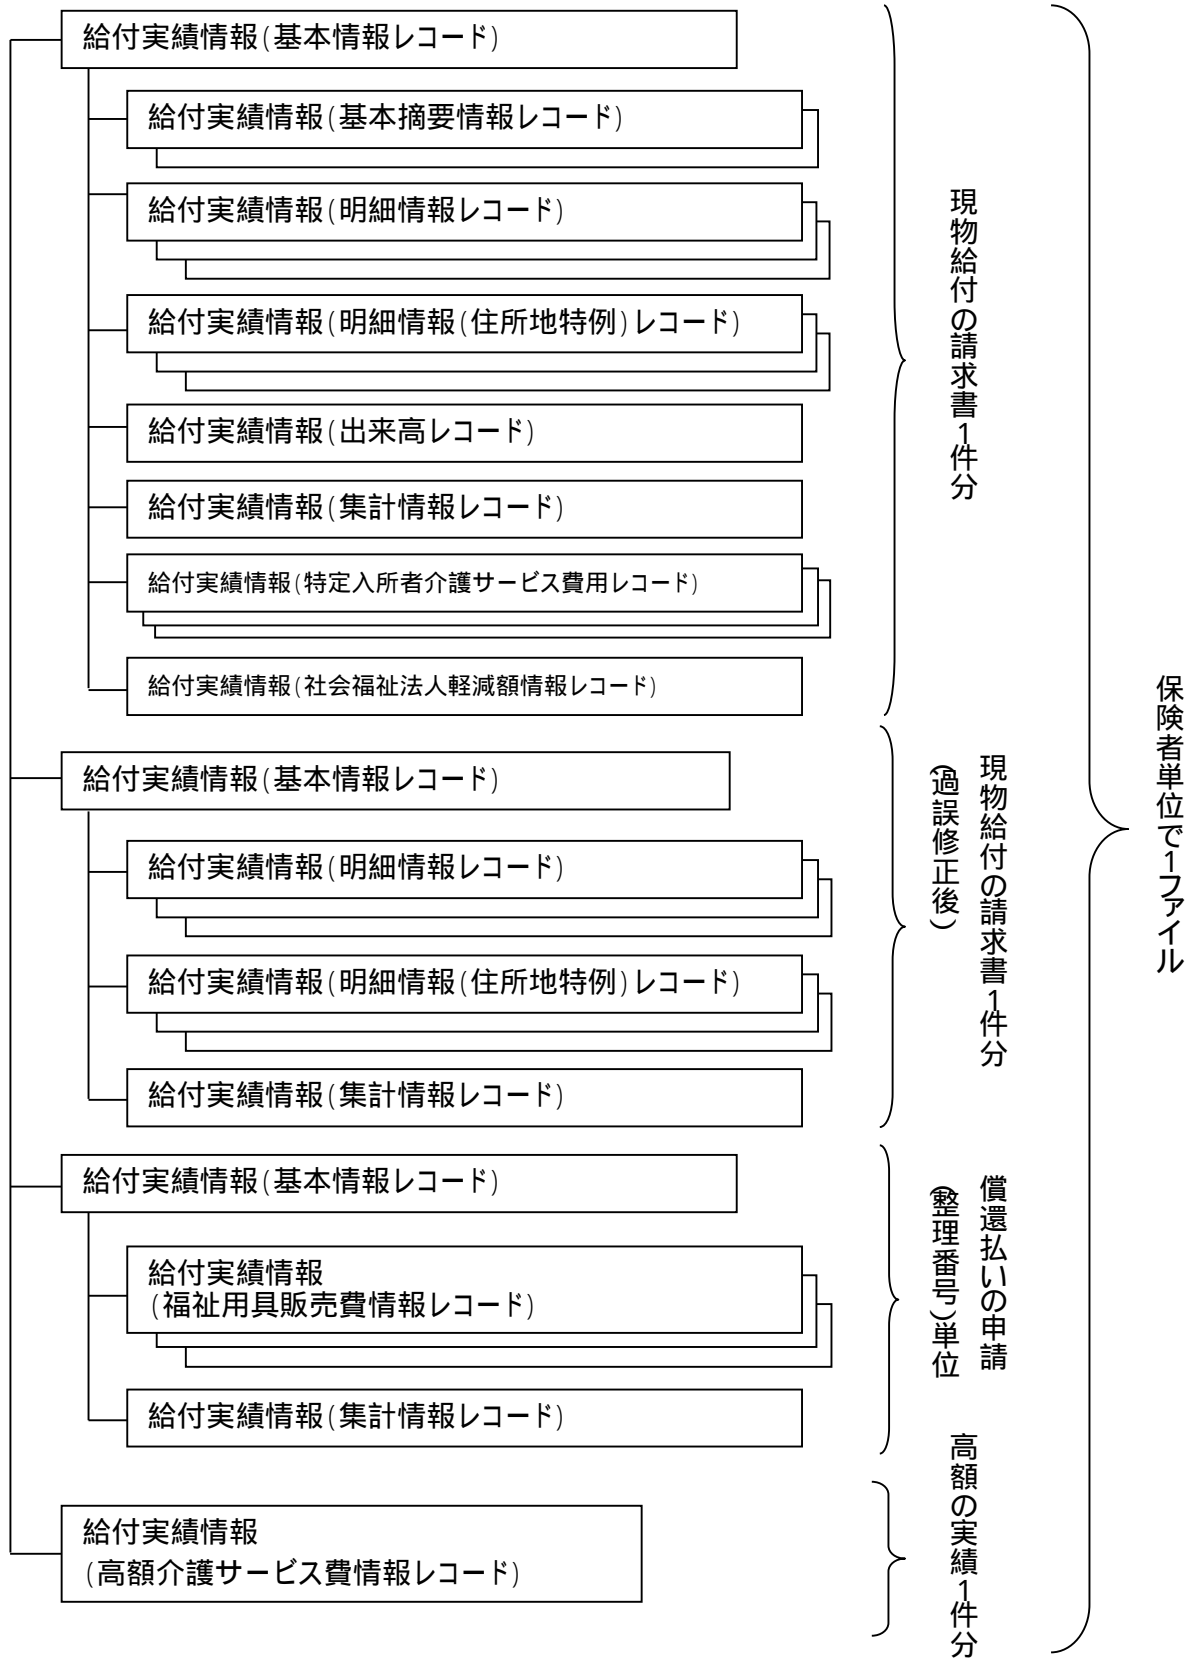 給付実績情報(基本情報レコード)
給付実績情報(基本摘要情報レコード)
給付実績情報(明細情報レコード)
給付実績情報(明細情報(住所地特例)レコード)
給付実績情報(出来高レコード)
給付実績情報(集計情報レコード)
給付実績情報(特定入所者介護サービス費用レコード)
給付実績情報(社会福祉法人軽減額情報レコード)
現物給付の請求書1件分
給付実績情報(基本情報レコード)
給付実績情報(明細情報レコード)
給付実績情報(明細情報(住所地特例)レコード)
給付実績情報(集計情報レコード)
現物給付の請求書1件分
(過誤修正後)
給付実績情報(基本情報レコード)
給付実績情報
(福祉用具販売費情報レコード)
給付実績情報(集計情報レコード)
償還払いの申請
(整理番号)単位
給付実績情報
(高額介護サービス費情報レコード)
高額の実績1件分
保険者単位で1ファイル